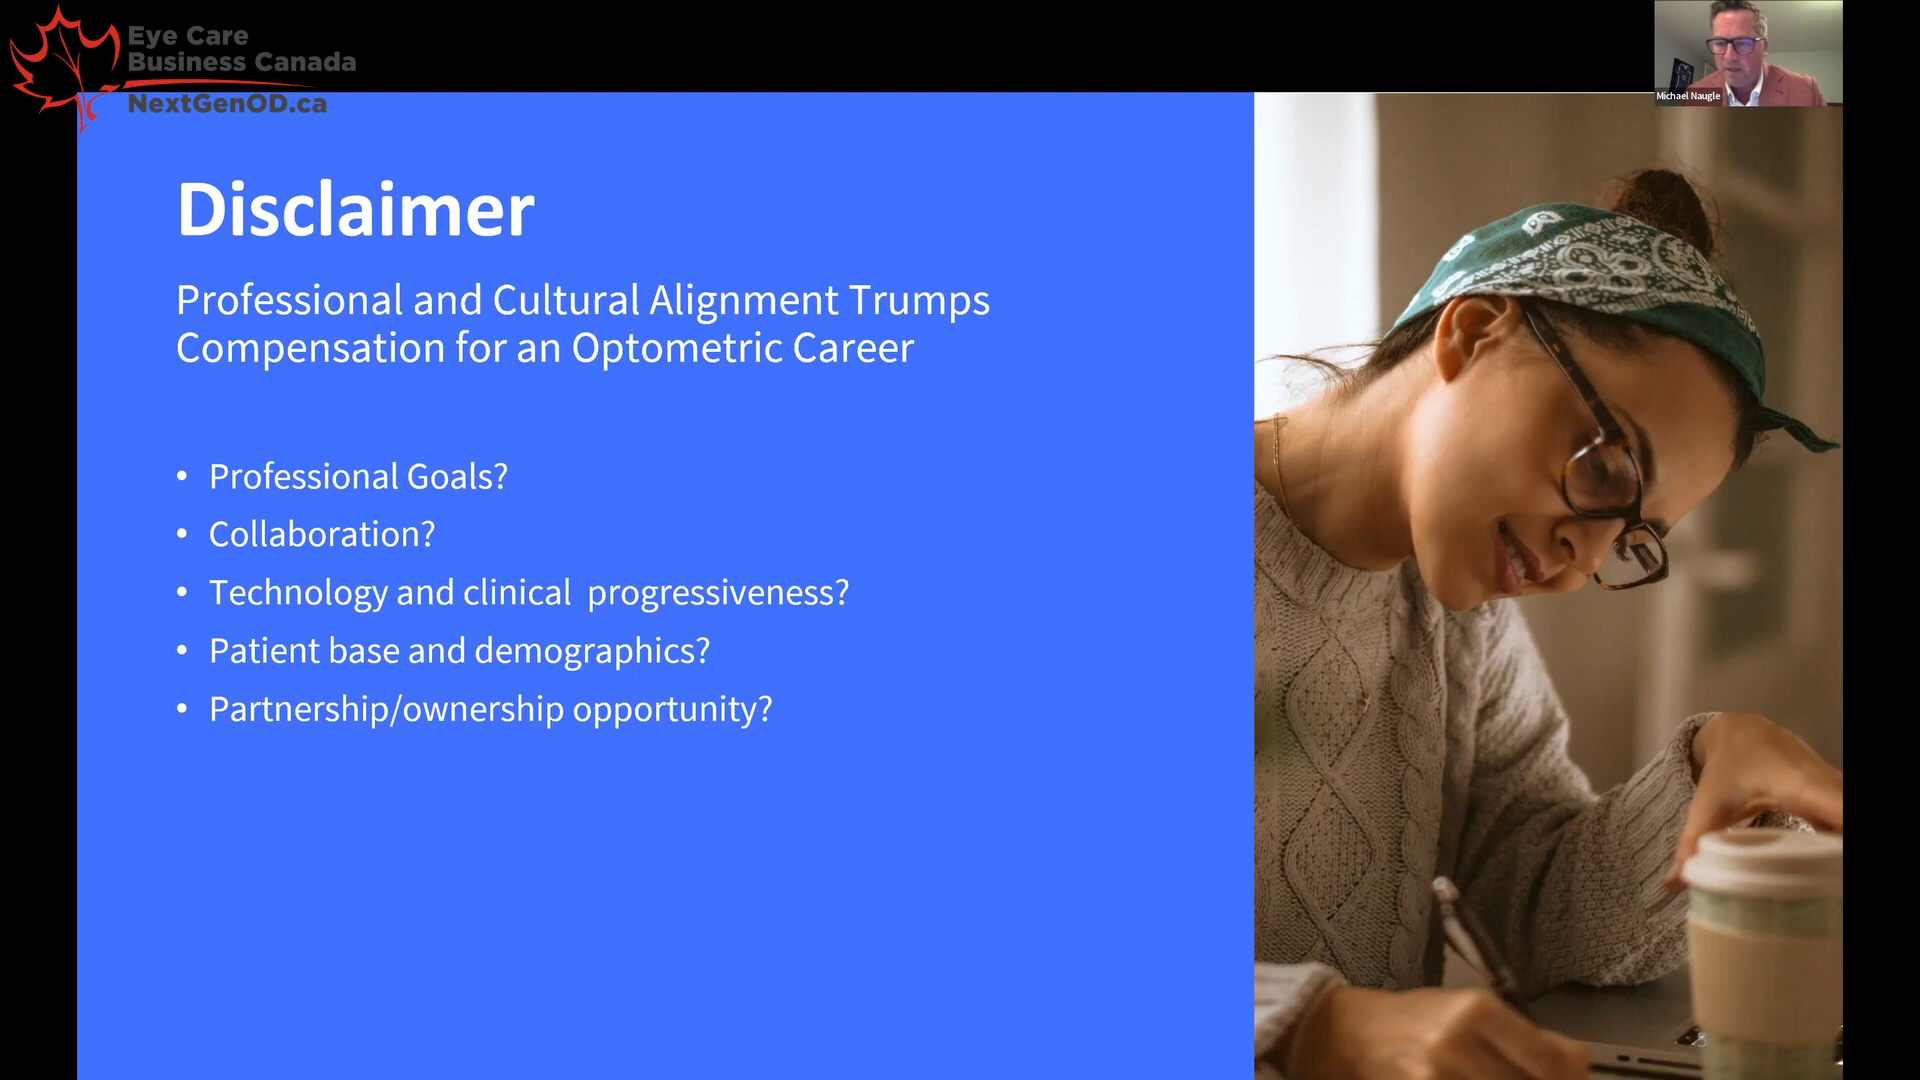 Eye Care
Business Canada
NextGenOD.ca
Michael Naugle
Disclaimer
Professional and Cultural Alignment Trumps
Compensation for an Optometric Career
• Professional Goals?
• Collaboration?
• Technology and clinical  progressiveness?
• Patient base and demographics?
• Partnership/ownership opportunity?